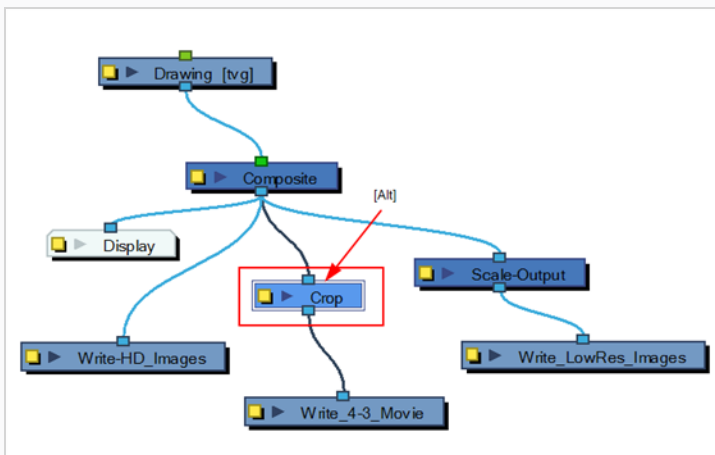 Drawing [tvg]
Composite
[Alt]
Display
Scale-Output
Crop
Write-HD_Images
Write_LowRes_Images
Write_4-3_Movie